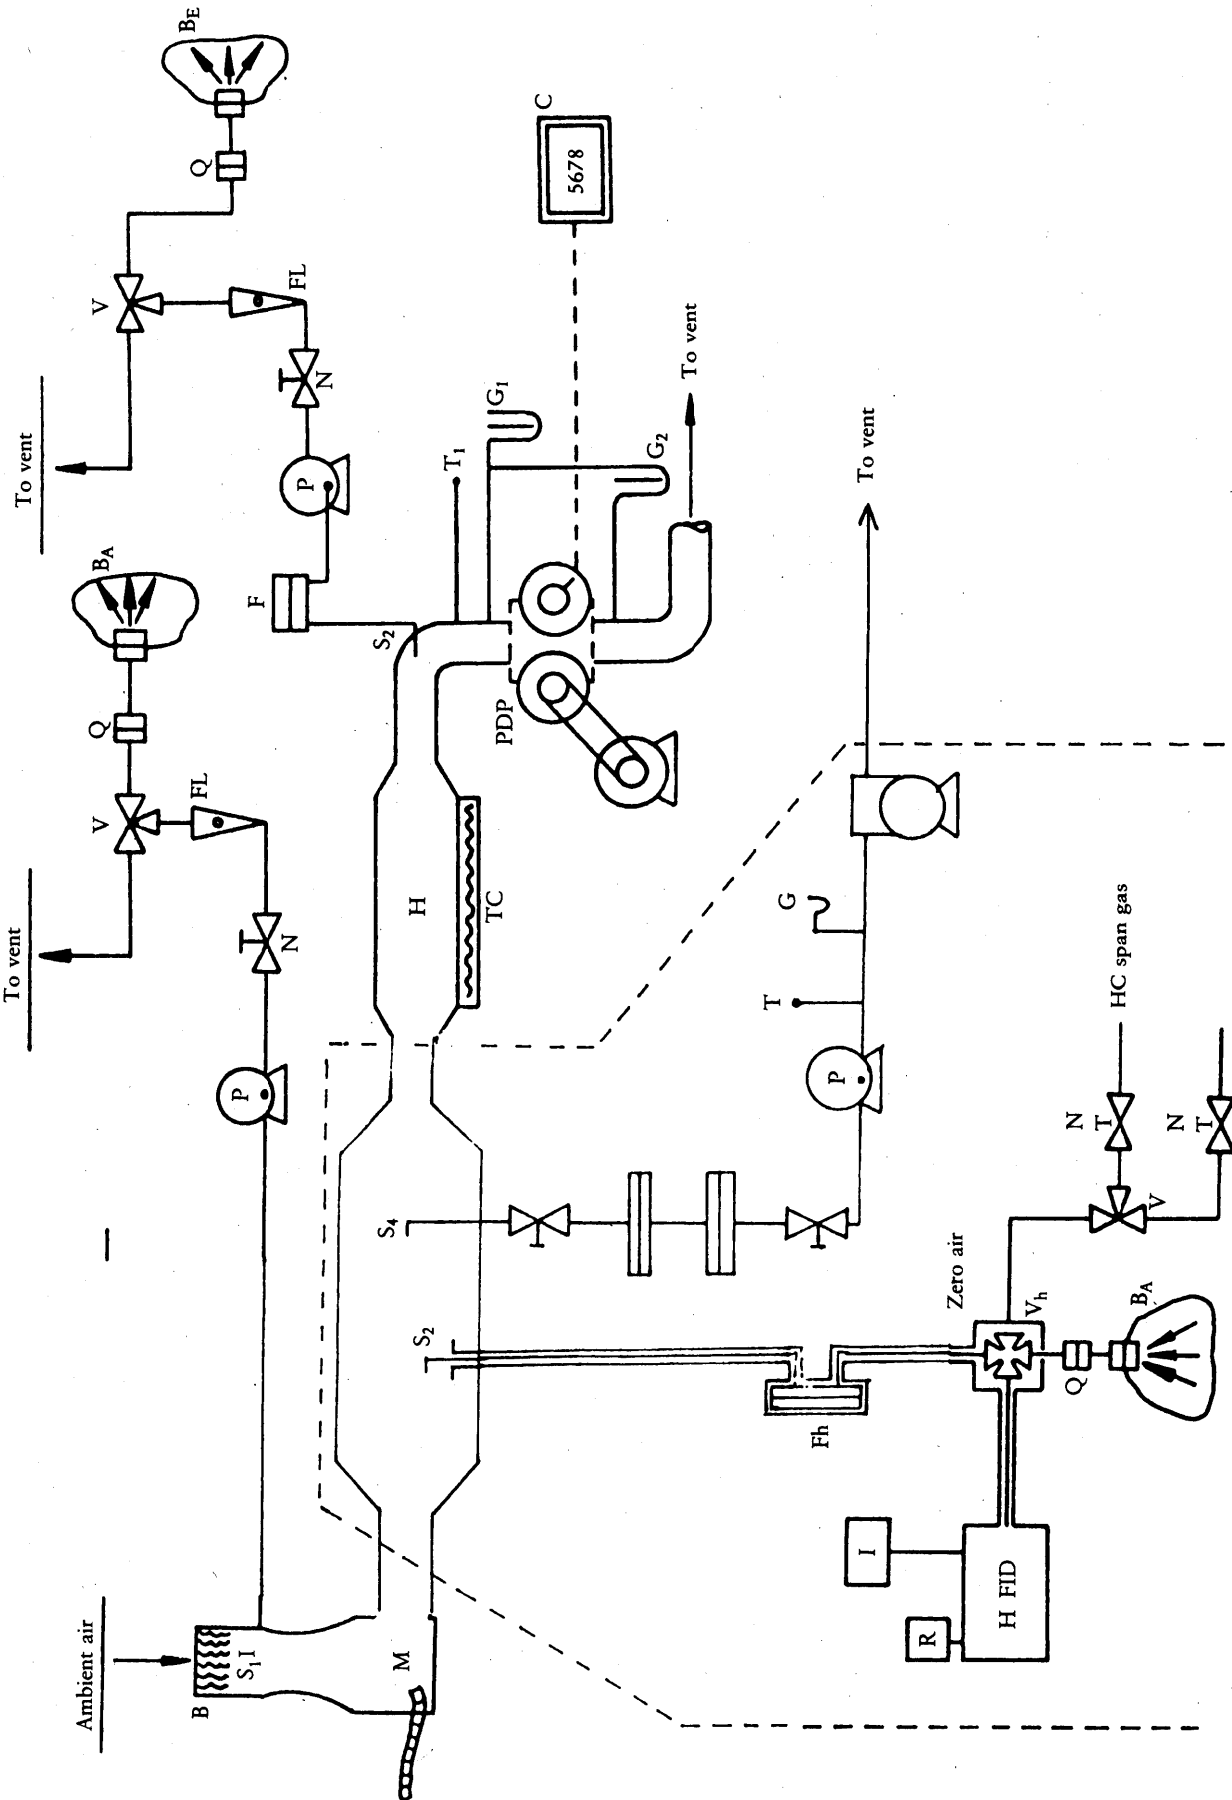 To vent
To vent
Ambient air
V
Q
BA
V
BE
Q
B
FL
P
S1 I
F
N
FL
P
N
S4
S2
M
H
S2
T1
TC
G1
PDP
C
5678
G2
To vent
T
G
Fh
P
To vent
I
R
Zero air
H FID
Vh
Q
N
T
HC span gas
BA
V
N
T